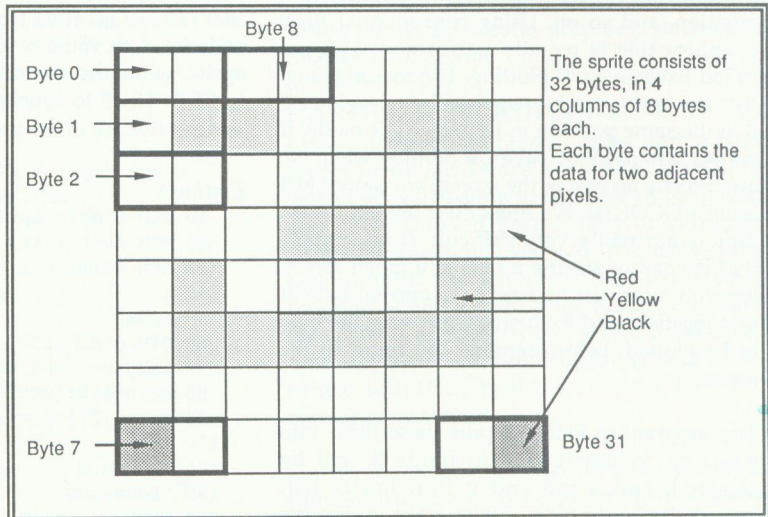 Byte 8
Byte 0
The sprite consists of
32 bytes, in 4
columns of 8 bytes
each.
Each byte contains the
data for two adjacent
pixels.
Byte 1
Byte 2
Red
Yellow
Black
Byte 7
Byte 31